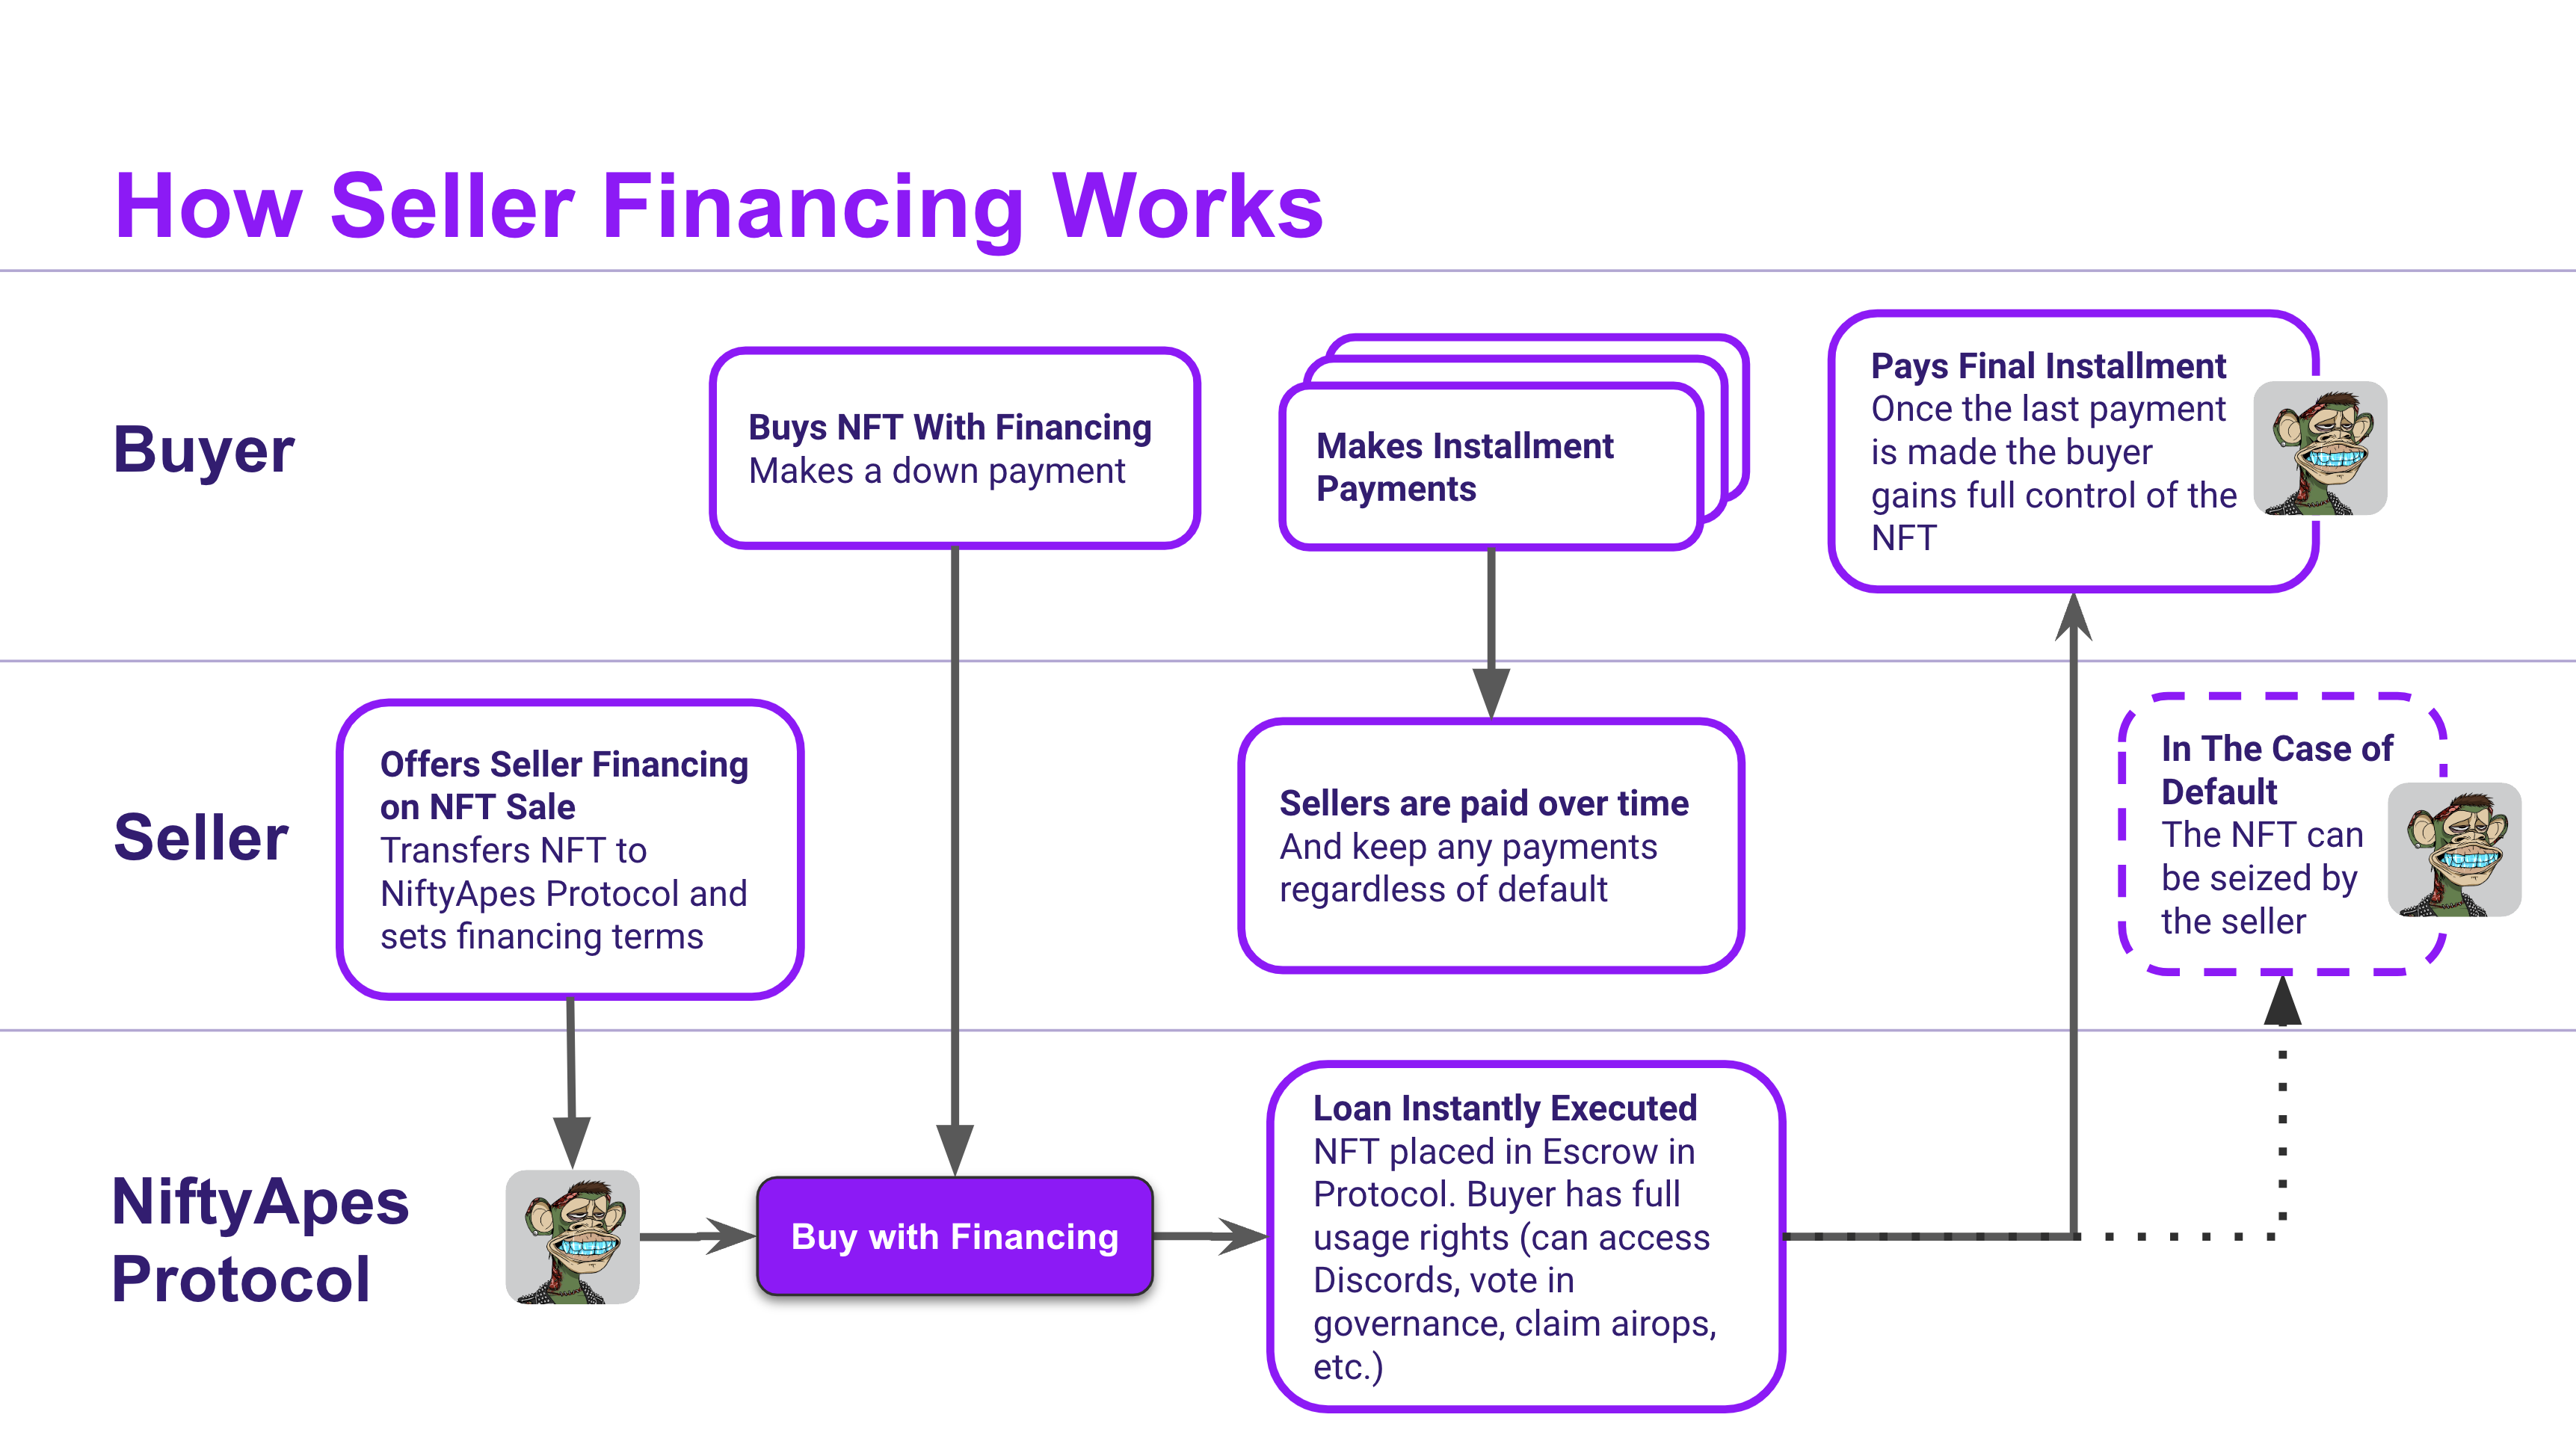 How Seller Financing Works
Buyer
Buys NFT With Financing
Makes a down payment
Makes Installment
Payments
Pays Final Installment
Once the last payment
is made the buyer
gains full control of the
NFT
Seller
Offers Seller Financing
on NFT Sale
Transfers NFT to
NiftyApes Protocol and
sets financing terms
Sellers are paid over time
And keep any payments
regardless of default
In The Case of
Default
The NFT can
be seized by
the seller
NiftyApes
Protocol
Buy with Financing
Loan Instantly Executed
NFT placed in Escrow in
Protocol. Buyer has full
usage rights (can access
Discords, vote in
governance, claim airops,
etc.)